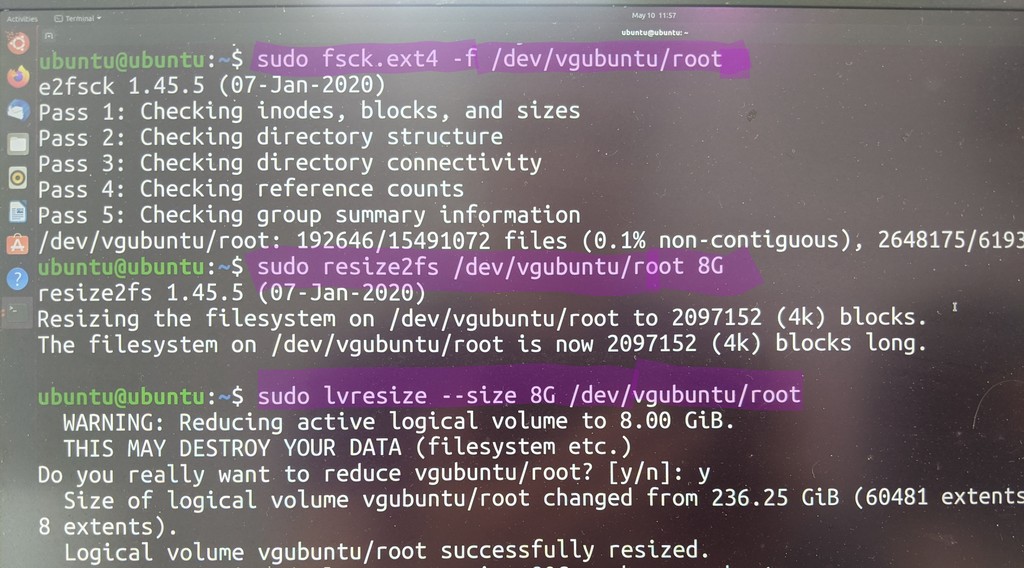 Activities
Terminal
May 10 11:57
ubuntu@ubuntu: ~
ubuntu@ubuntu:~$ sudo fsck.ext4 -f /dev/vgubuntu/root
e2fsck 1.45.5 (07-Jan-2020)
Pass 1: Checking inodes, blocks, and sizes
Pass 2: Checking directory structure
Pass 3: Checking directory connectivity
Pass 4: Checking reference counts
Pass 5: Checking group summary information
/dev/vgubuntu/root: 192646/15491072 files (0.1% non-contiguous), 2648175/6193
ubuntu@ubuntu:~$ sudo resize2fs /dev/vgubuntu/root 8G
resize2fs 1.45.5 (07-Jan-2020)
Resizing the filesystem on /dev/vgubuntu/root to 2097152 (4k) blocks.
The filesystem on /dev/vgubuntu/root is now 2097152 (4k) blocks long.
ubuntu@ubuntu:~$ sudo lvresize --size 8G /dev/vgubuntu/root
WARNING: Reducing active logical volume to 8.00 GiB.
THIS MAY DESTROY YOUR DATA (filesystem etc.)
Do you really want to reduce vgubuntu/root? [y/n]: y
Size of logical volume vgubuntu/root changed from 236.25 GiB (60481 extents
8 extents).
Logical volume vgubuntu/root successfully resized.